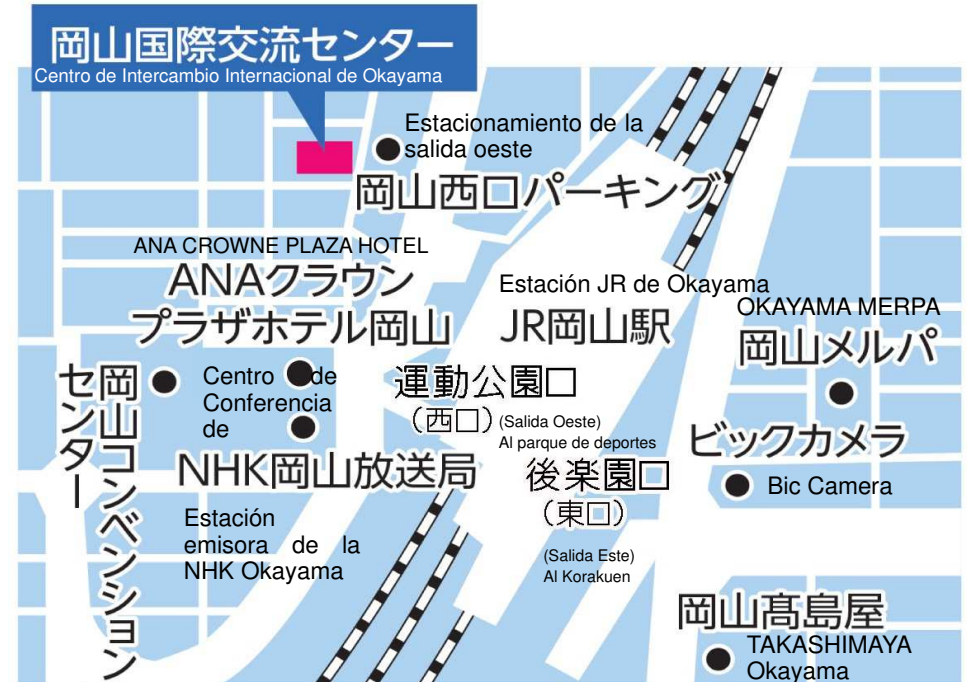 岡山国際交流センター
Centro de Intercambio Internacional de Okayama
Estacionamiento de la
salida oeste
岡山西口パーキング
ANA CROWNE PLAZA HOTEL
ANAクラウン
プラザホテル岡山
Estación JR de Okayama
JR岡山駅
OKAYAMA MERPA
岡山メルパ
岡山コンベンション
センター
Centro de
Conferencia
de
運動公園口
(西口)
(Salida Oeste)
Al parque de deportes
ビックカメラ
Bic Camera
NHK岡山放送局
後楽園口
(東口)
Estación
emisora de la
NHK Okayama
(Salida Este)
Al Korakuen
岡山髙島屋
TAKASHIMAYA
Okayama